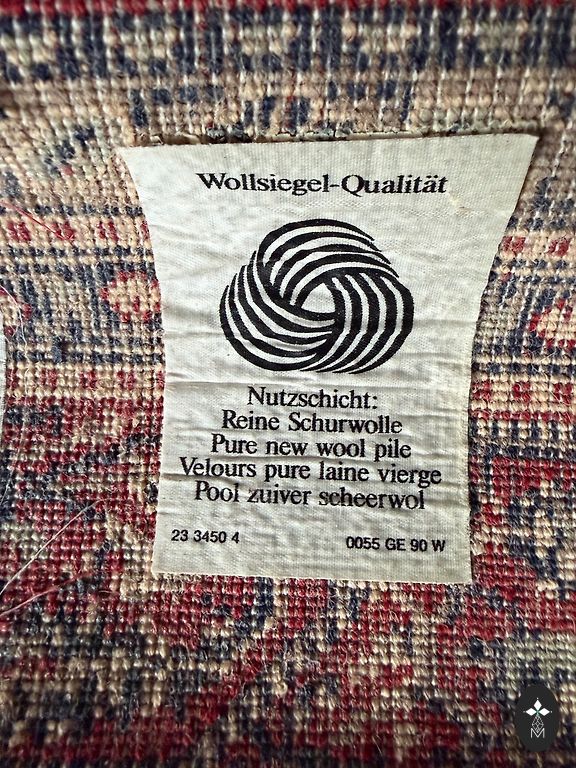 Wollsiegel-Qualität
Nutzschicht:
Reine Schurwolle
Pure new wool pile
Velours pure laine vierge
Pool zuiver scheerwol
23 3450 4 0055 GE 90 W